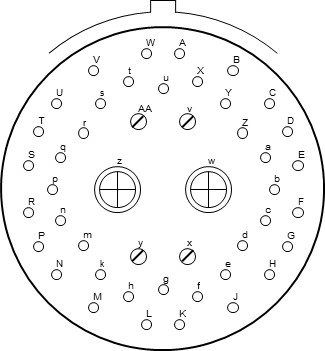 W A
V B
t X
u
U s Y C
AA v
T r Z D
S q a E
z w
p b
R n c F
P m d G
y x
N k e H
g
h f
M J
L K